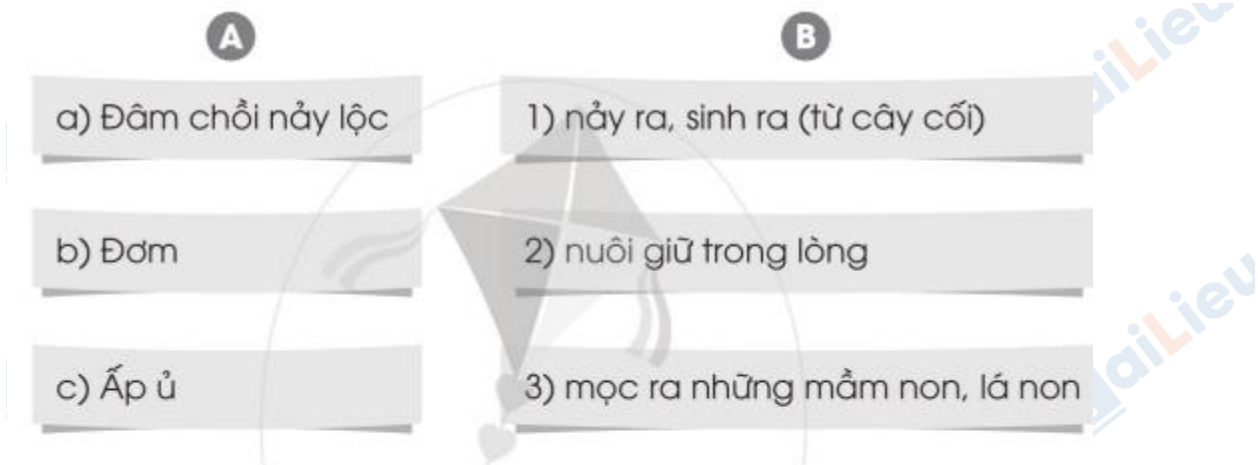 A
B
a) Đâm chồi nảy lộc
1) nảy ra, sinh ra (từ cây cối)
b) Đơm
2) nuôi giữ trong lòng
c) Ấp ủ
3) mọc ra những mầm non, lá non